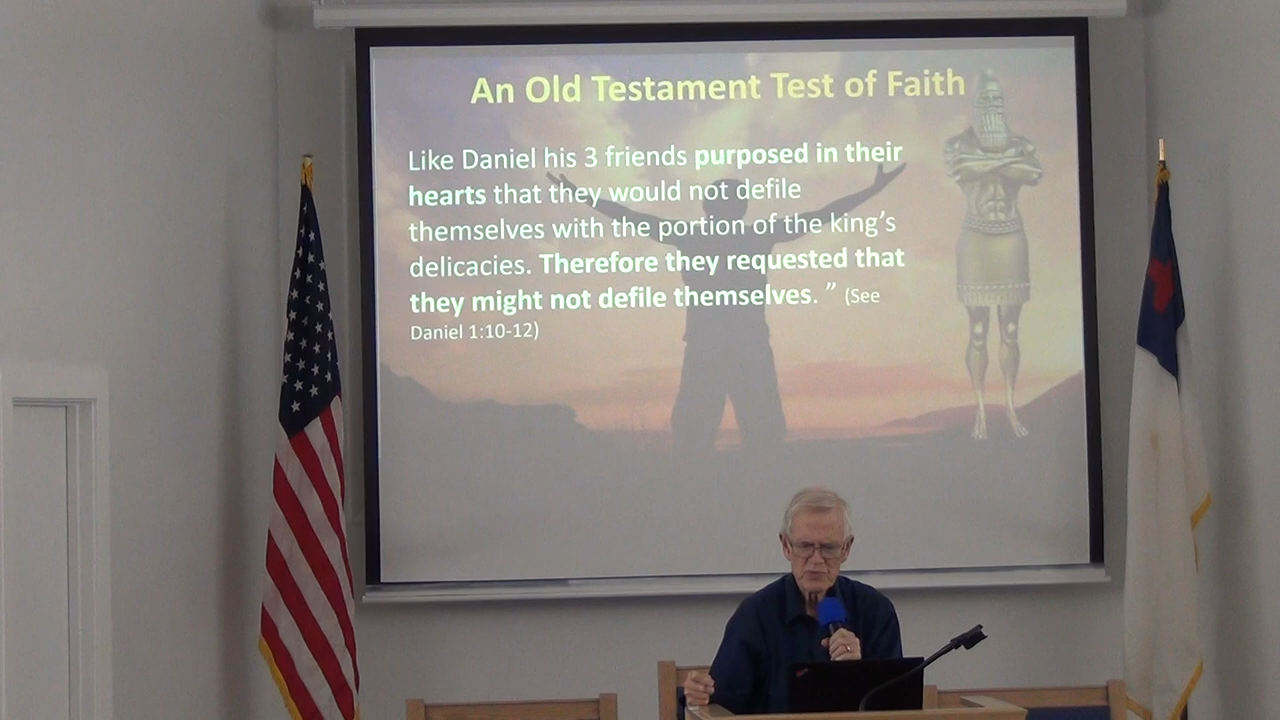 An Old Testament Test of Faith
Like Daniel his 3 friends purposed in their
hearts that they would not defile
themselves with the portion of the king’s
delicacies. Therefore they requested that
they might not defile themselves. ” (See
Daniel 1:10-12)